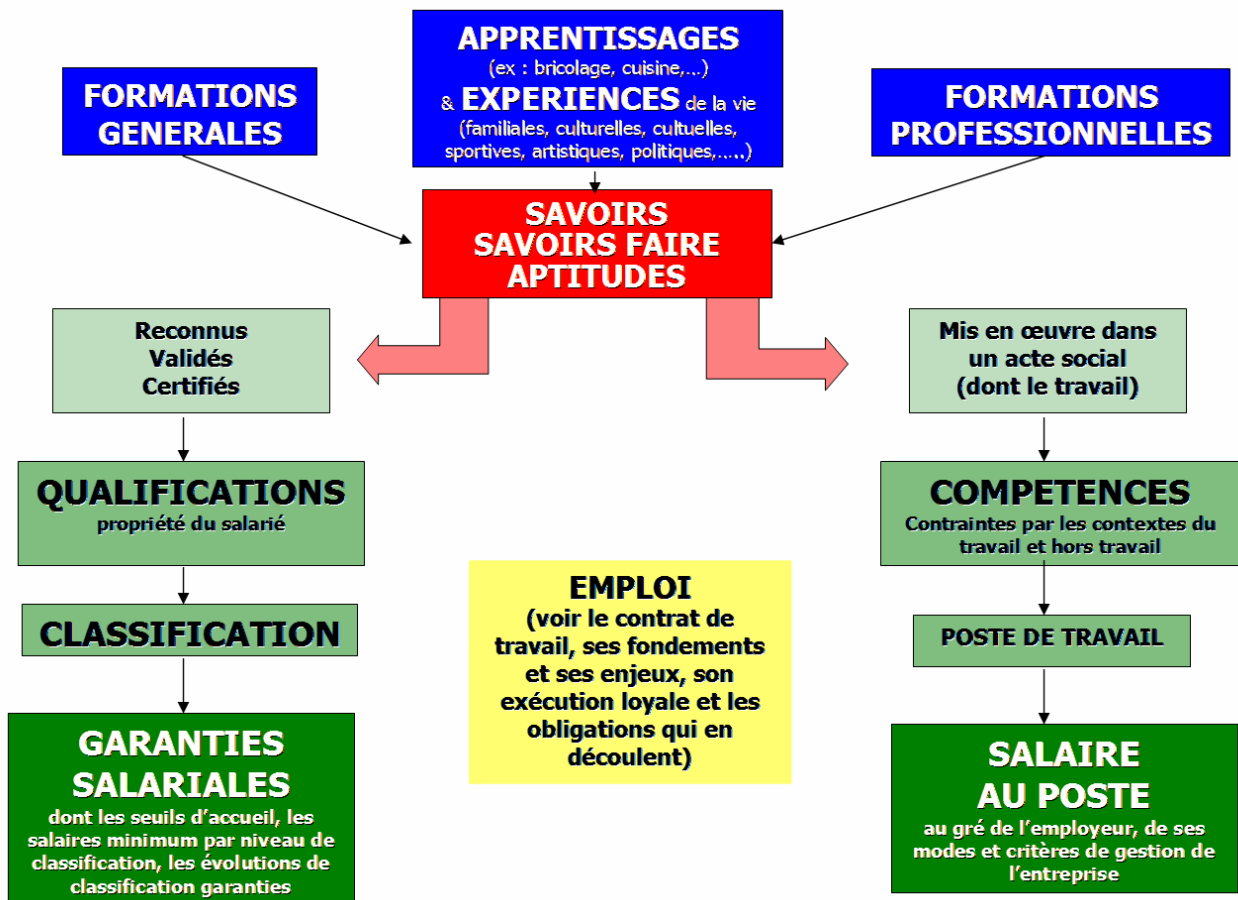 FORMATIONS
GENERALES
APPRENTISSAGES
(ex : bricolage, cuisine,...)
& EXPERIENCES de la vie
(familiales, culturelles, cultuelles,
sportives, artistiques, politiques,.....)
FORMATIONS
PROFESSIONNELLES
SAVOIRS
SAVOIRS FAIRE
APTITUDES
Reconnus
Validés
Certifiés
Mis en œuvre dans
un acte social
(dont le travail)
QUALIFICATIONS
propriété du salarié
COMPETENCES
Contraintes par les contextes du
travail et hors travail
EMPLOI
(voir le contrat de
travail, ses fondements
et ses enjeux, son
exécution loyale et les
obligations qui en
découlent)
CLASSIFICATION
POSTE DE TRAVAIL
GARANTIES
SALARIALES
dont les seuils d'accueil, les
salaires minimum par niveau de
classification, les évolutions de
classification garanties
SALAIRE
AU POSTE
au gré de l'employeur, de ses
modes et critères de gestion de
l'entreprise